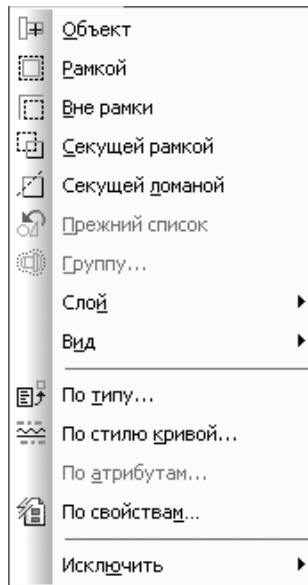 Объект
Рамкой
Вне рамки
Секущей рамкой
Секущей ломаной
Прежний список
Группу...
Слой
Вид
По типу...
По стилю кривой...
По атрибутам...
По свойствам...
Исключить